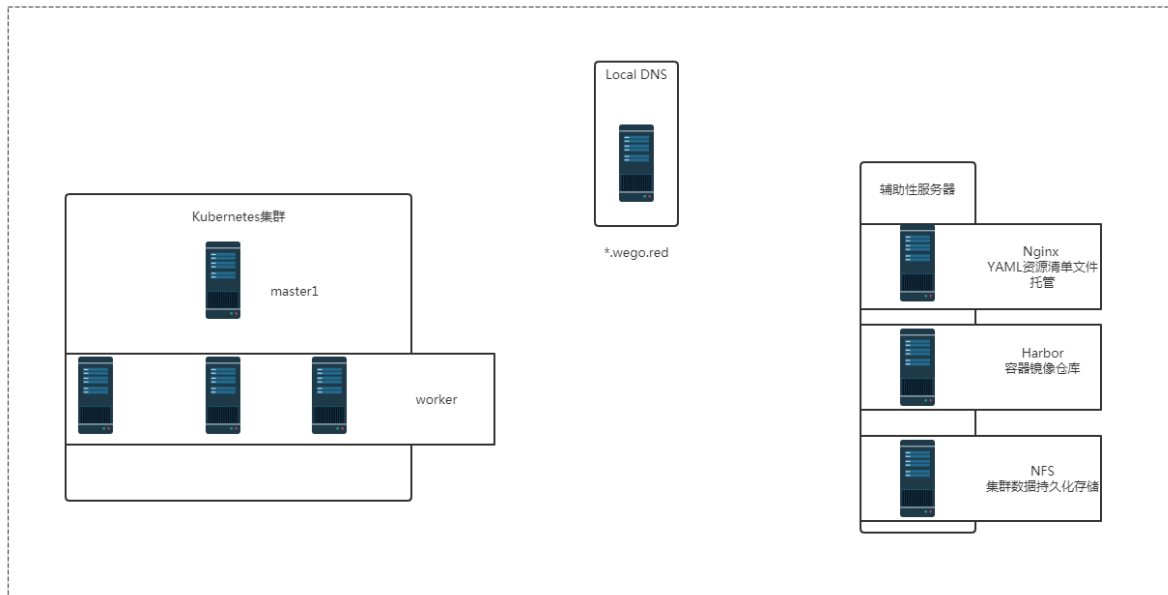 Local DNS
*.wego.red
Kubernetes集群
master1
worker
辅助性服务器
Nginx
YAML资源清单文件
托管
Harbor
容器镜像仓库
NFS
集群数据持久化存储